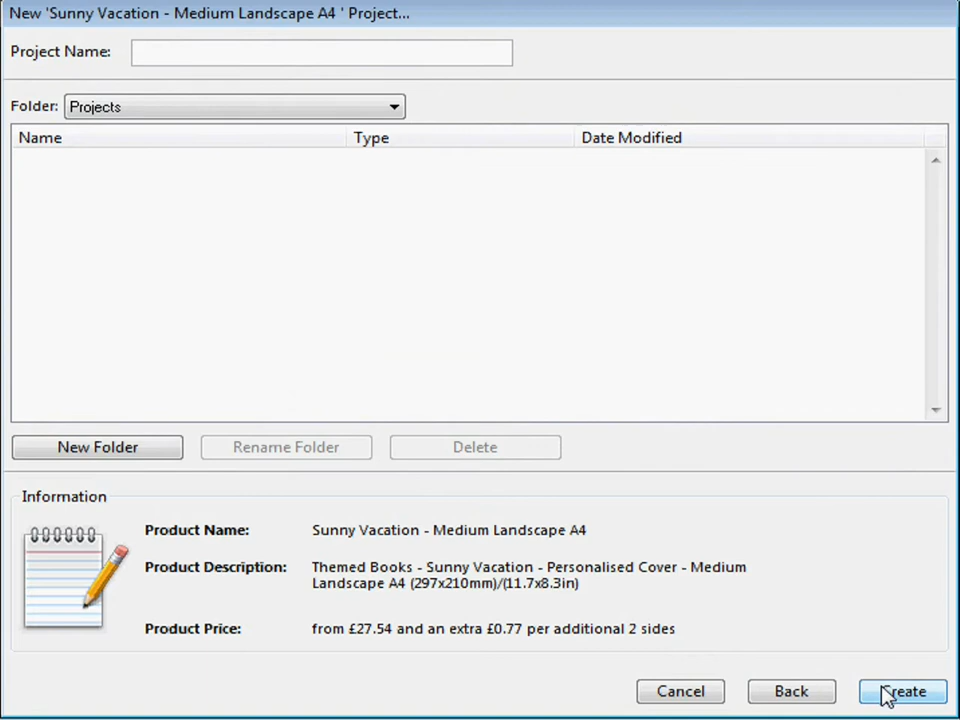 New 'Sunny Vacation - Medium Landscape A4 ' Project...
Project Name:
Folder: Projects
Name Type Date Modified
New Folder Rename Folder Delete
Information
Product Name: Sunny Vacation - Medium Landscape A4
Product Description: Themed Books - Sunny Vacation - Personalised Cover - Medium
Landscape A4 (297x210mm)/(11.7x8.3in)
Product Price: from £27.54 and an extra £0.77 per additional 2 sides
Cancel Back Create